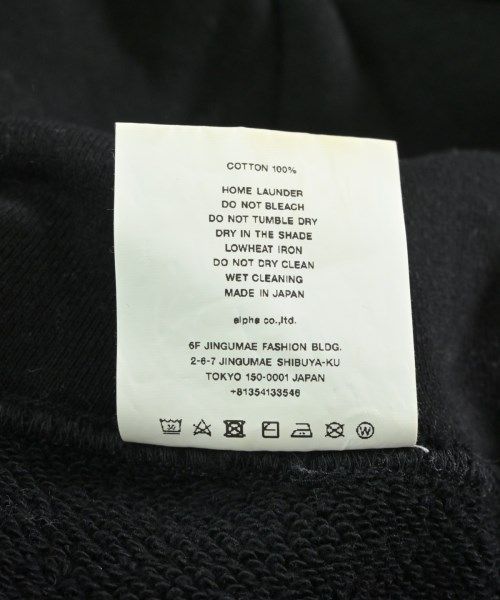 COTTON 100%
HOME LAUNDER
DO NOT BLEACH
DO NOT TUMBLE DRY
DRY IN THE SHADE
LOWHEAT IRON
DO NOT DRY CLEAN
WET CLEANING
MADE IN JAPAN
alpha co.,ltd.
6F JINGUMAE FASHION BLDG.
2-6-7 JINGUMAE SHIBUYA-KU
TOKYO 150-0001 JAPAN
+81354133546
W